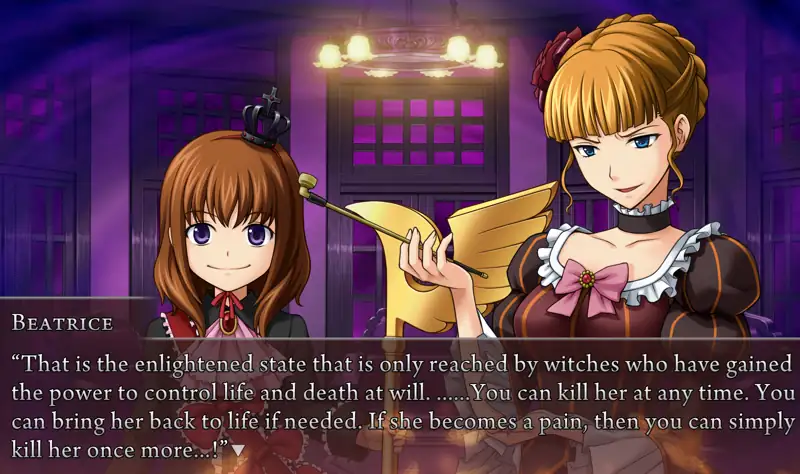 Beatrice
“That is the enlightened state that is only reached by witches who have gained
the power to control life and death at will. ......You can kill her at any time. You
can bring her back to life if needed. If she becomes a pain, then you can simply
kill her once more...!”▼